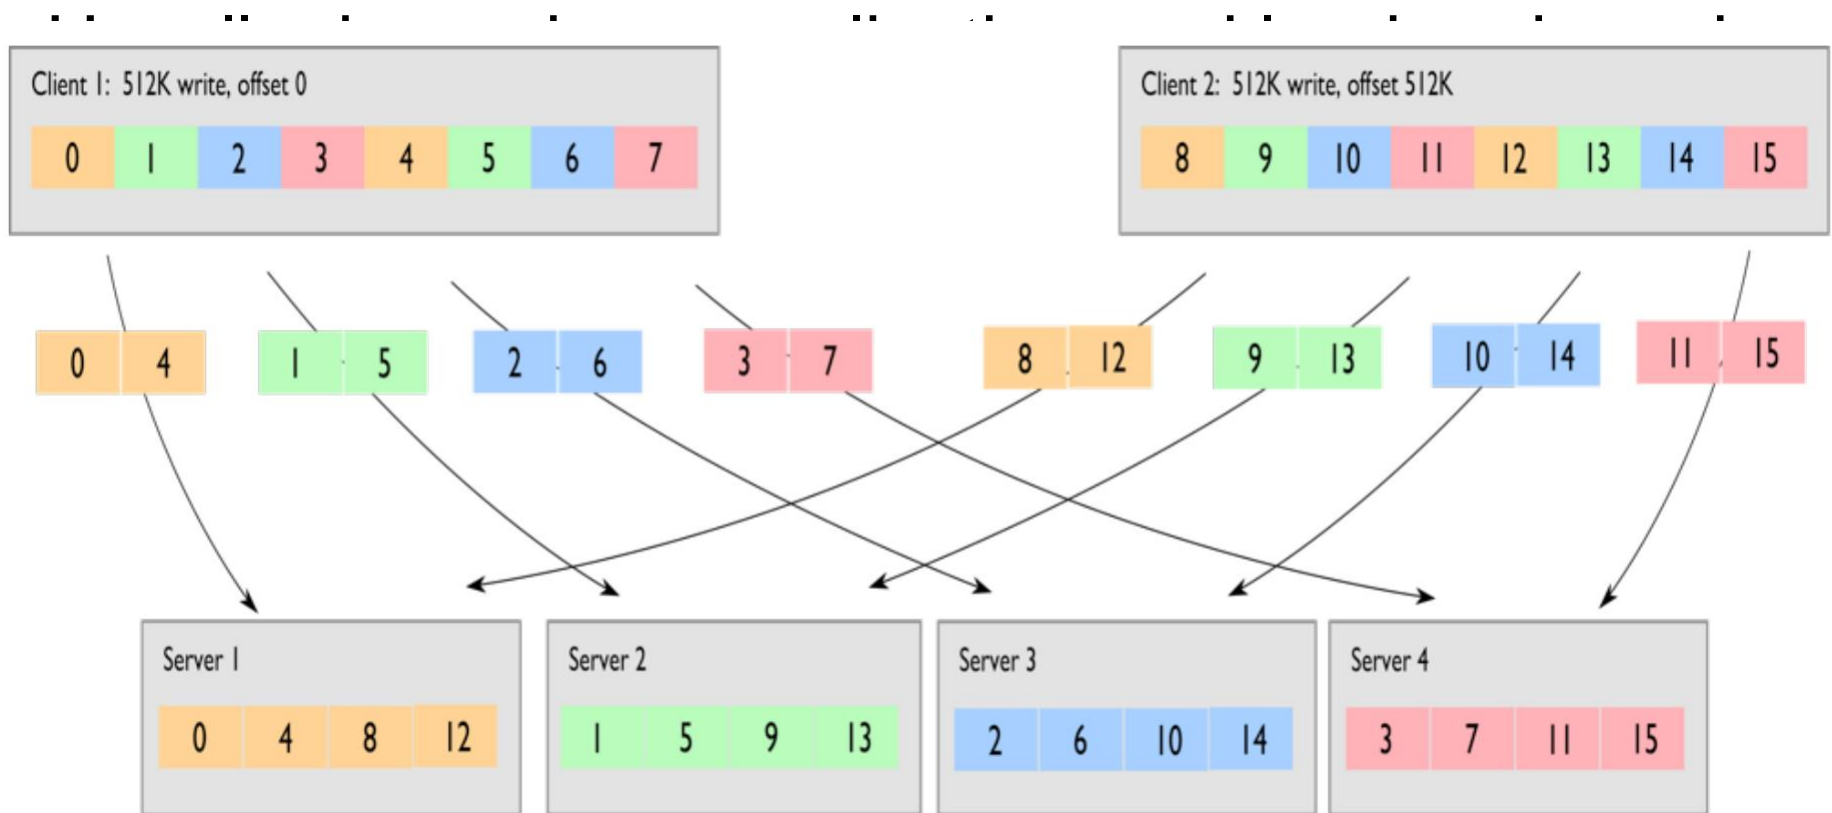 Client 1: 512K write, offset 0
Client 2: 512K write, offset 512K
0 1 2 3 4 5 6 7
8 9 10 11 12 13 14 15
0 4
1 5
2 6
3 7
8 12
9 13
10 14
11 15
Server 1
Server 2
Server 3
Server 4
0 4 8 12
1 5 9 13
2 6 10 14
3 7 11 15